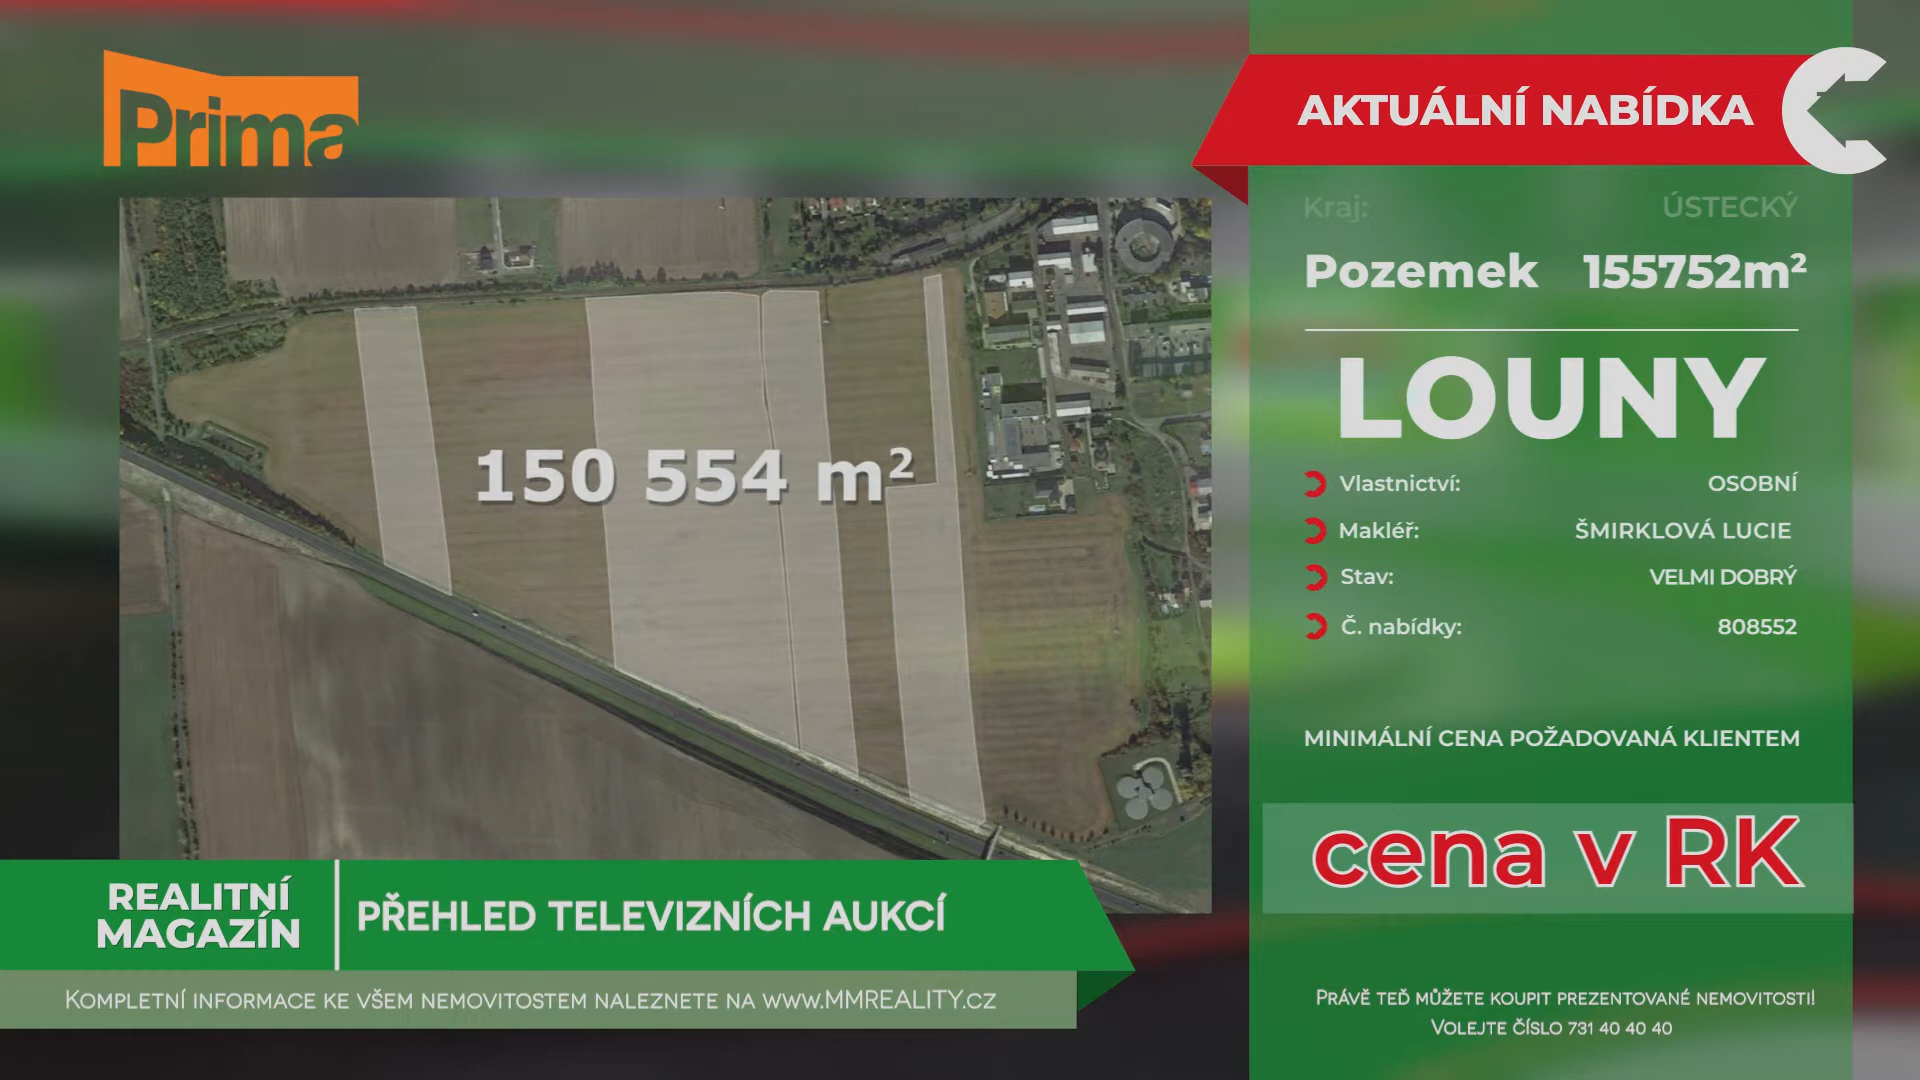 Prima
AKTUÁLNÍ NABÍDKA
Kraj: ÚSTECKÝ
Pozemek 155752m²
LOUNY
Vlastnictví: OSOBNÍ
Makléř: ŠMIRKLOVÁ LUCIE
Stav: VELMI DOBRÝ
Č. nabídky: 808552
MINIMÁLNÍ CENA POŽADOVANÁ KLIENTEM
cena v RK
PRÁVĚ TEĎ MŮŽETE KOUPIT PREZENTOVANÉ NEMOVITOSTI!
VOLEJTE ČÍSLO 731 40 40 40
150 554 m²
REALITNÍ
MAGAZÍN
PŘEHLED TELEVIZNÍCH AUKCÍ
KOMPLETNÍ INFORMACE KE VŠEM NEMOVITOSTEM NALEZNETE NA WWW.MMREALITY.CZ